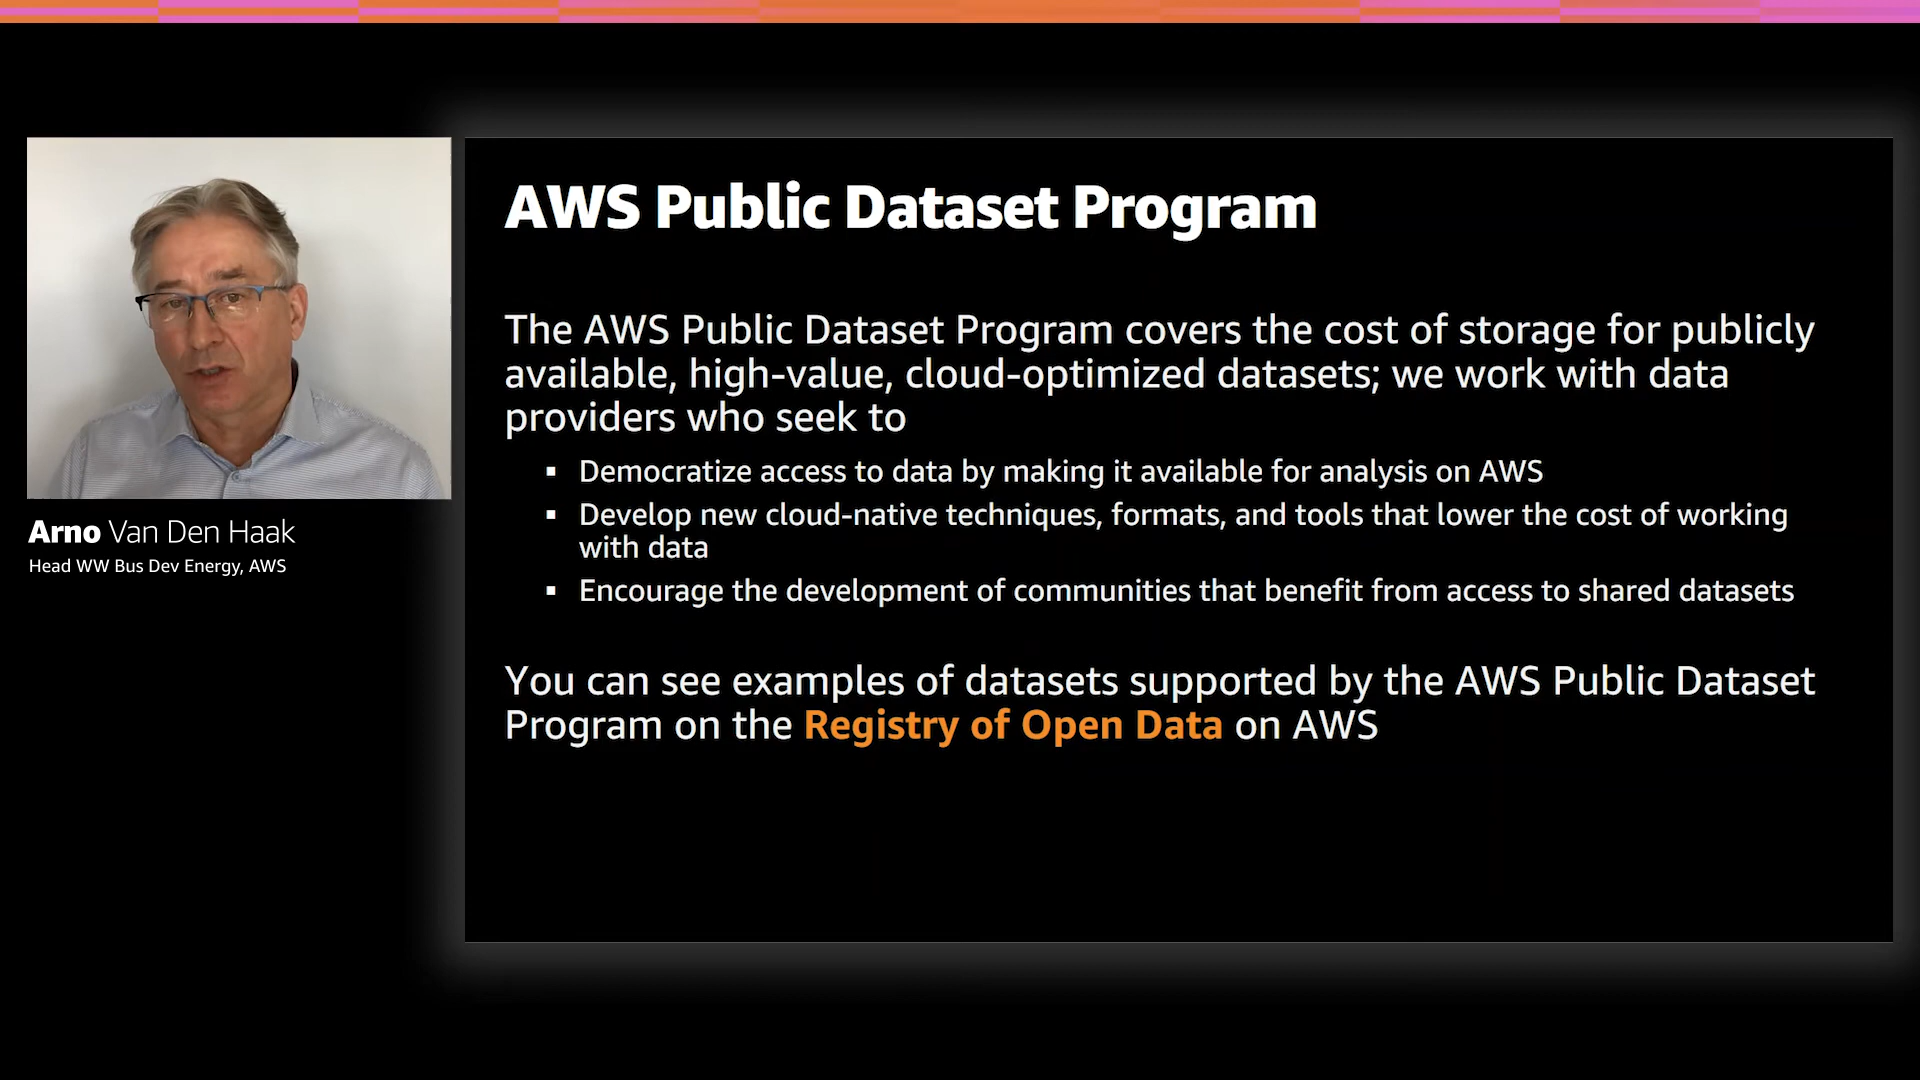 AWS Public Dataset Program
The AWS Public Dataset Program covers the cost of storage for publicly
available, high-value, cloud-optimized datasets; we work with data
providers who seek to
▪ Democratize access to data by making it available for analysis on AWS
▪ Develop new cloud-native techniques, formats, and tools that lower the cost of working
with data
▪ Encourage the development of communities that benefit from access to shared datasets
You can see examples of datasets supported by the AWS Public Dataset
Program on the Registry of Open Data on AWS
Arno Van Den Haak
Head WW Bus Dev Energy, AWS